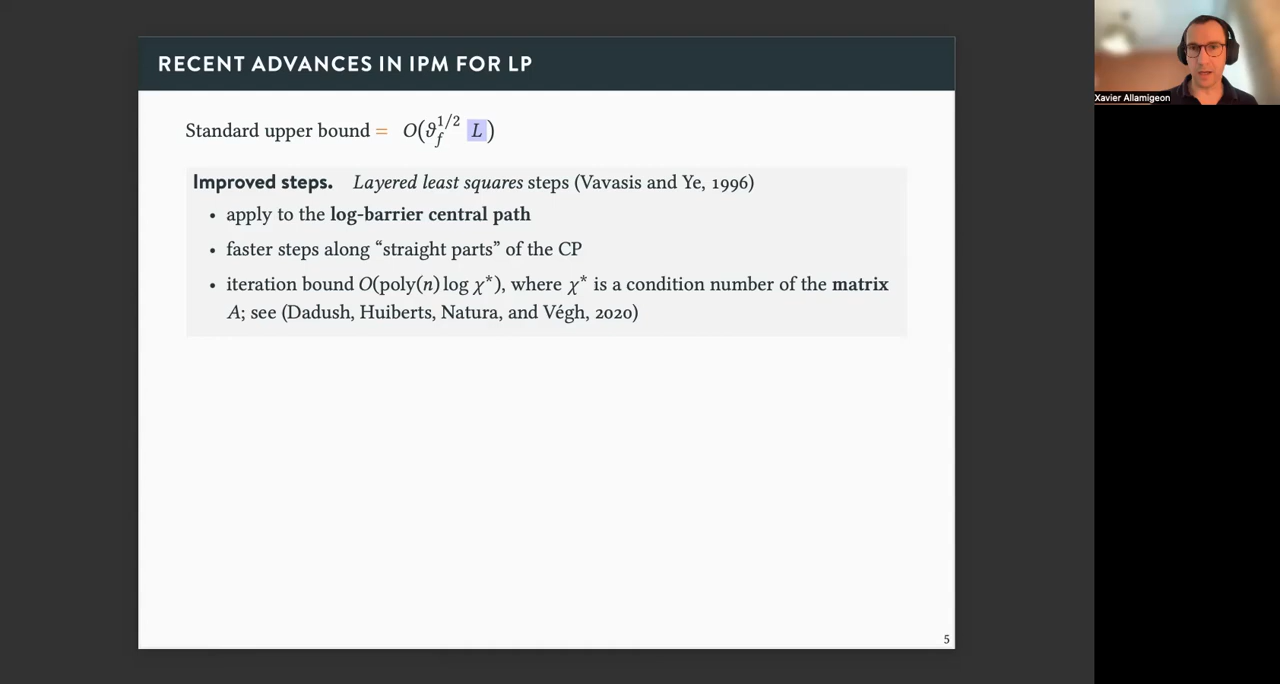 RECENT ADVANCES IN IPM FOR LP
Standard upper bound = O(ϑ_f^{1/2} L)
Improved steps. Layered least squares steps (Vavasis and Ye, 1996)
• apply to the log-barrier central path
• faster steps along “straight parts” of the CP
• iteration bound O(poly(n) log χ*), where χ* is a condition number of the matrix
A; see (Dadush, Huiberts, Natura, and Végh, 2020)
5
Xavier Allamigeon